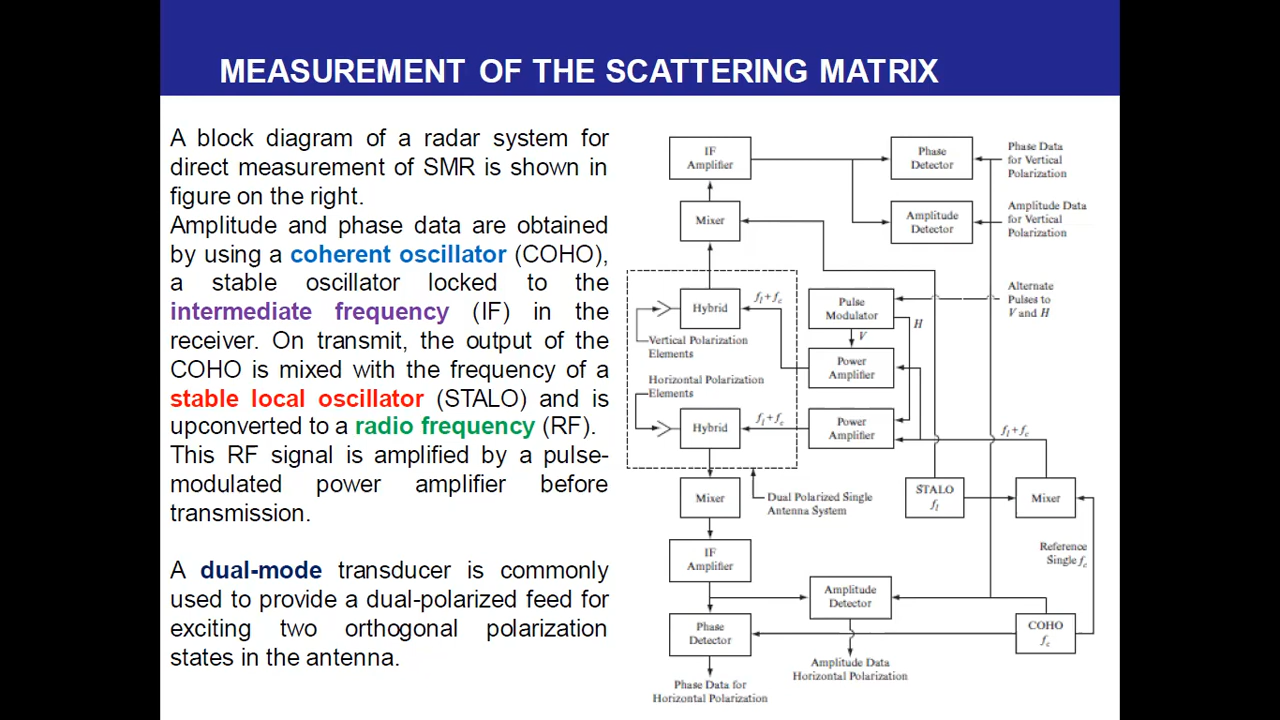 MEASUREMENT OF THE SCATTERING MATRIX
A block diagram of a radar system for
direct measurement of SMR is shown in
figure on the right.
Amplitude and phase data are obtained
by using a coherent oscillator (COHO),
a stable oscillator locked to the
intermediate frequency (IF) in the
receiver. On transmit, the output of the
COHO is mixed with the frequency of a
stable local oscillator (STALO) and is
upconverted to a radio frequency (RF).
This RF signal is amplified by a pulse-
modulated power amplifier before
transmission.
A dual-mode transducer is commonly
used to provide a dual-polarized feed for
exciting two orthogonal polarization
states in the antenna.
IF
Amplifier
Phase
Detector
Phase Data
for Vertical
Polarization
Mixer
Amplitude
Detector
Amplitude Data
for Vertical
Polarization
Hybrid
fl+fc
Pulse
Modulator
Alternate
Pulses to
V and H
H
V
Vertical Polarization
Elements
Power
Amplifier
Horizontal Polarization
Elements
Hybrid
fl+fc
Power
Amplifier
fl+fc
Mixer
Dual Polarized Single
Antenna System
STALO
fl
Mixer
IF
Amplifier
Reference
Single fc
Amplitude
Detector
Phase
Detector
COHO
fc
Amplitude Data
Horizontal Polarization
Phase Data for
Horizontal Polarization